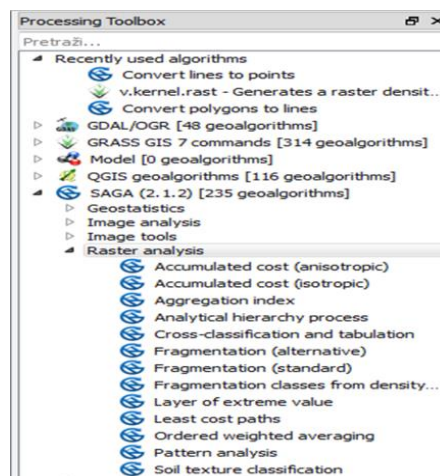 Processing Toolbox
Pretraži...
Recently used algorithms
Convert lines to points
v.kernel.rast - Generates a raster densit...
Convert polygons to lines
GDAL/OGR [48 geoalgorithms]
GRASS GIS 7 commands [314 geoalgorithms]
Model [0 geoalgorithms]
QGIS geoalgorithms [116 geoalgorithms]
SAGA (2.1.2) [235 geoalgorithms]
Geostatistics
Image analysis
Image tools
Raster analysis
Accumulated cost (anisotropic)
Accumulated cost (isotropic)
Aggregation index
Analytical hierarchy process
Cross-classification and tabulation
Fragmentation (alternative)
Fragmentation (standard)
Fragmentation classes from density...
Layer of extreme value
Least cost paths
Ordered weighted averaging
Pattern analysis
Soil texture classification